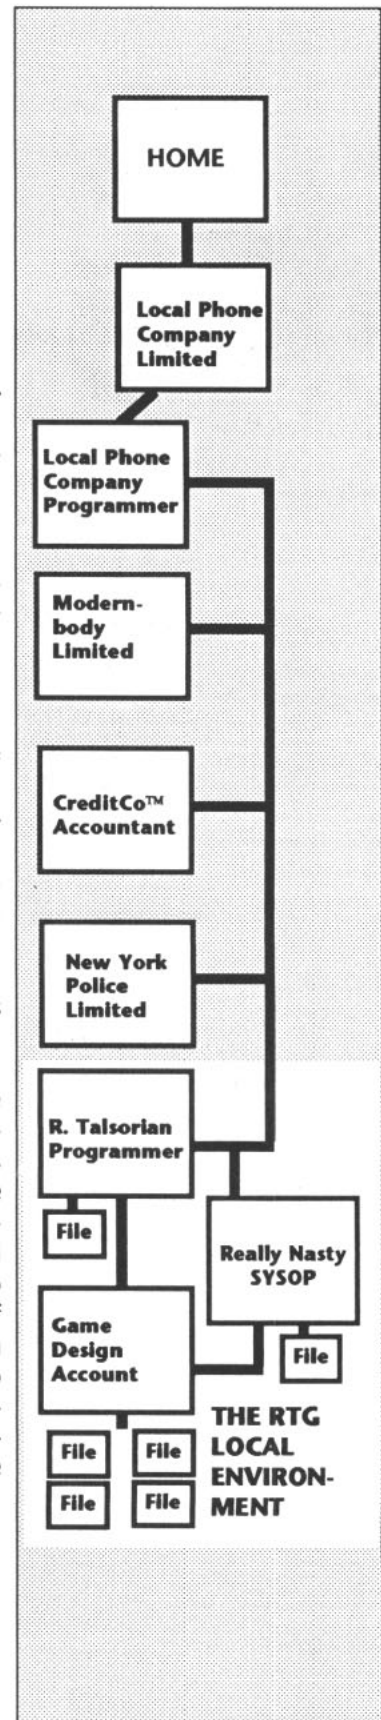 HOME
Local Phone
Company
Limited
Local Phone
Company
Programmer
Modern-
body
Limited
CreditCo™
Accountant
New York
Police
Limited
R. Talsorian
Programmer
File
Really Nasty
SYSOP
File
Game
Design
Account
File
File
File
File
THE RTG
LOCAL
ENVIRON-
MENT